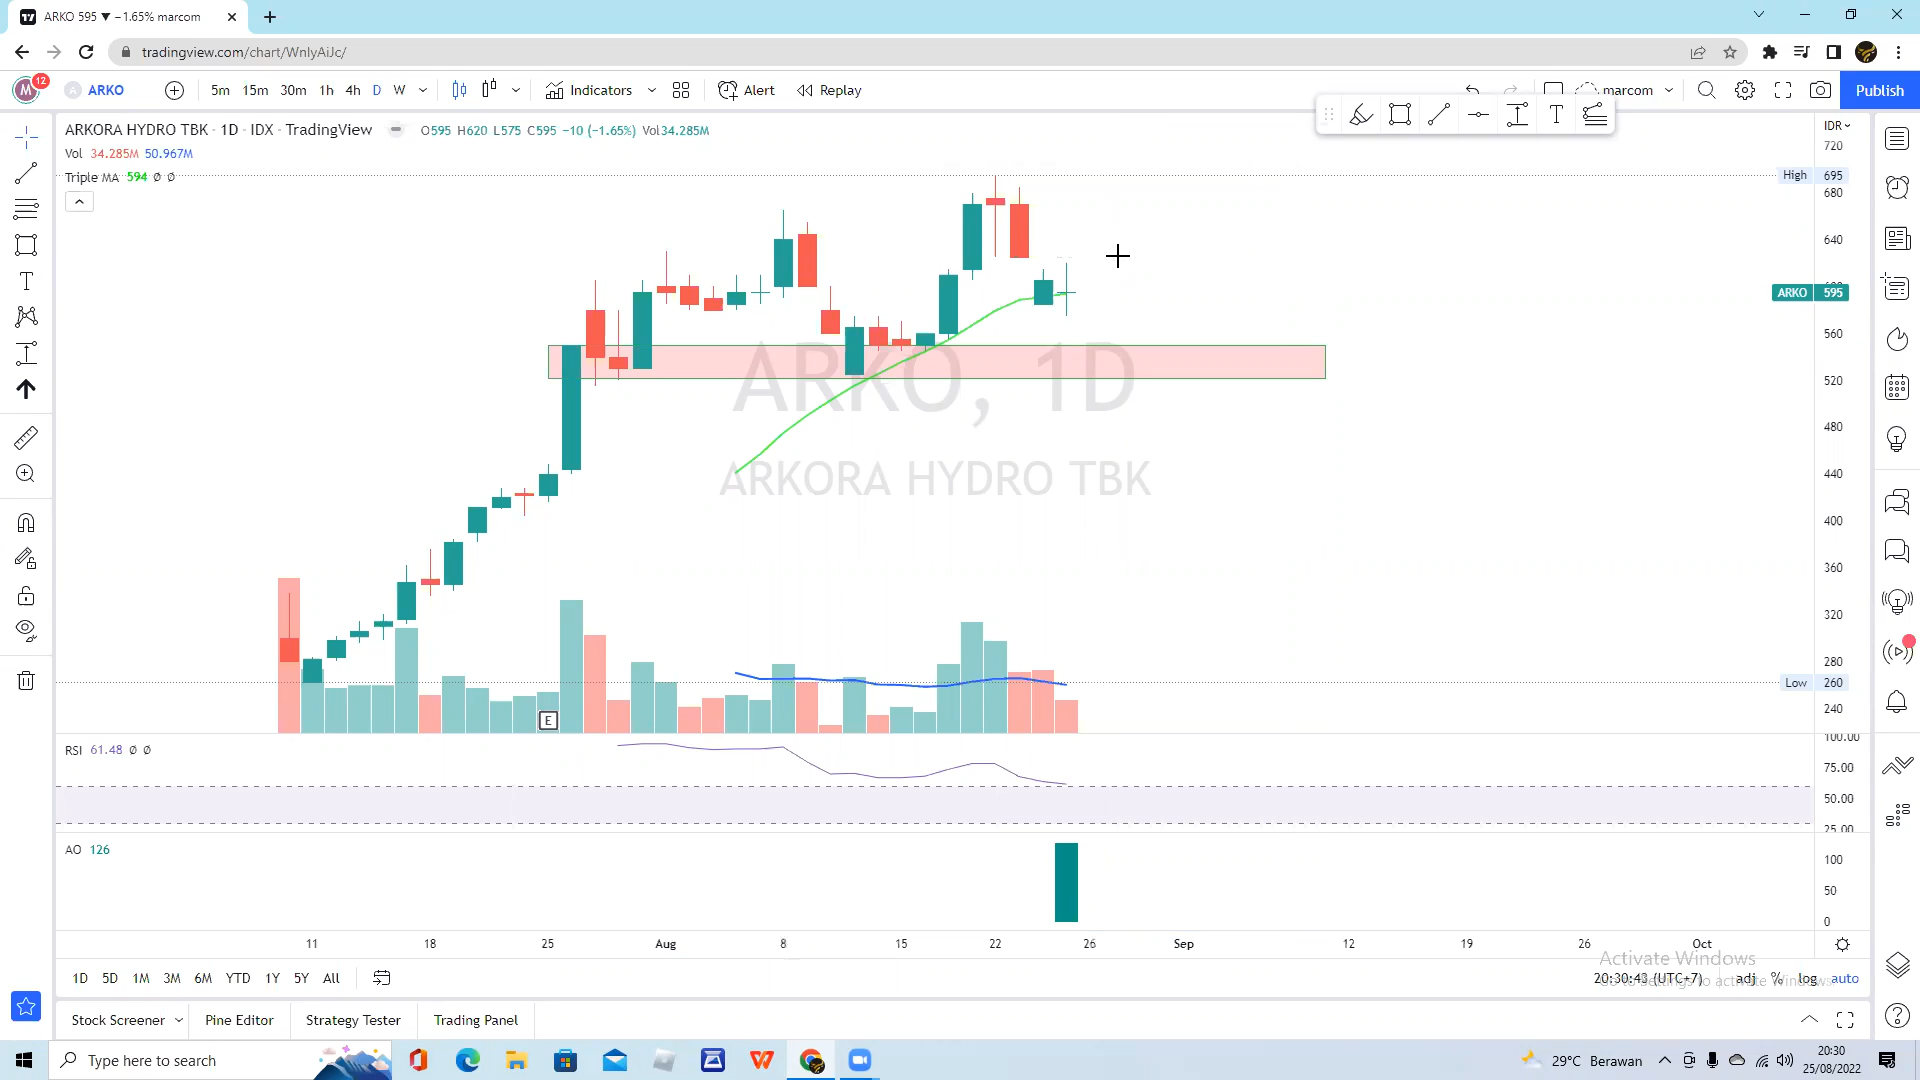 ARKO 595 ▼ −1.65% marcom
tradingview.com/chart/WnlyAiJc/
M 12 A ARKO 5m 15m 30m 1h 4h D W Indicators Alert Replay marcom Publish
ARKORA HYDRO TBK · 1D · IDX · TradingView O595 H620 L575 C595 −10 (−1.65%) Vol34.285M
Vol 34.285M 50.967M
Triple MA 594 ∅ ∅
IDR
720
High 695
680
640
ARKO 595
560
520
480
440
400
360
320
280
Low 260
240
ARKO, 1D
ARKORA HYDRO TBK
E
RSI 61.48 ∅ ∅
100.00
75.00
50.00
25.00
AO 126
100
50
0
11 18 25 Aug 8 15 22 26 Sep 12 19 26 Oct
Activate Windows
Go to Settings to activate Windows.
1D 5D 1M 3M 6M YTD 1Y 5Y All 20:30:43 (UTC+7) adj % log auto
Stock Screener Pine Editor Strategy Tester Trading Panel
Type here to search
29°C Berawan
20:30
25/08/2022